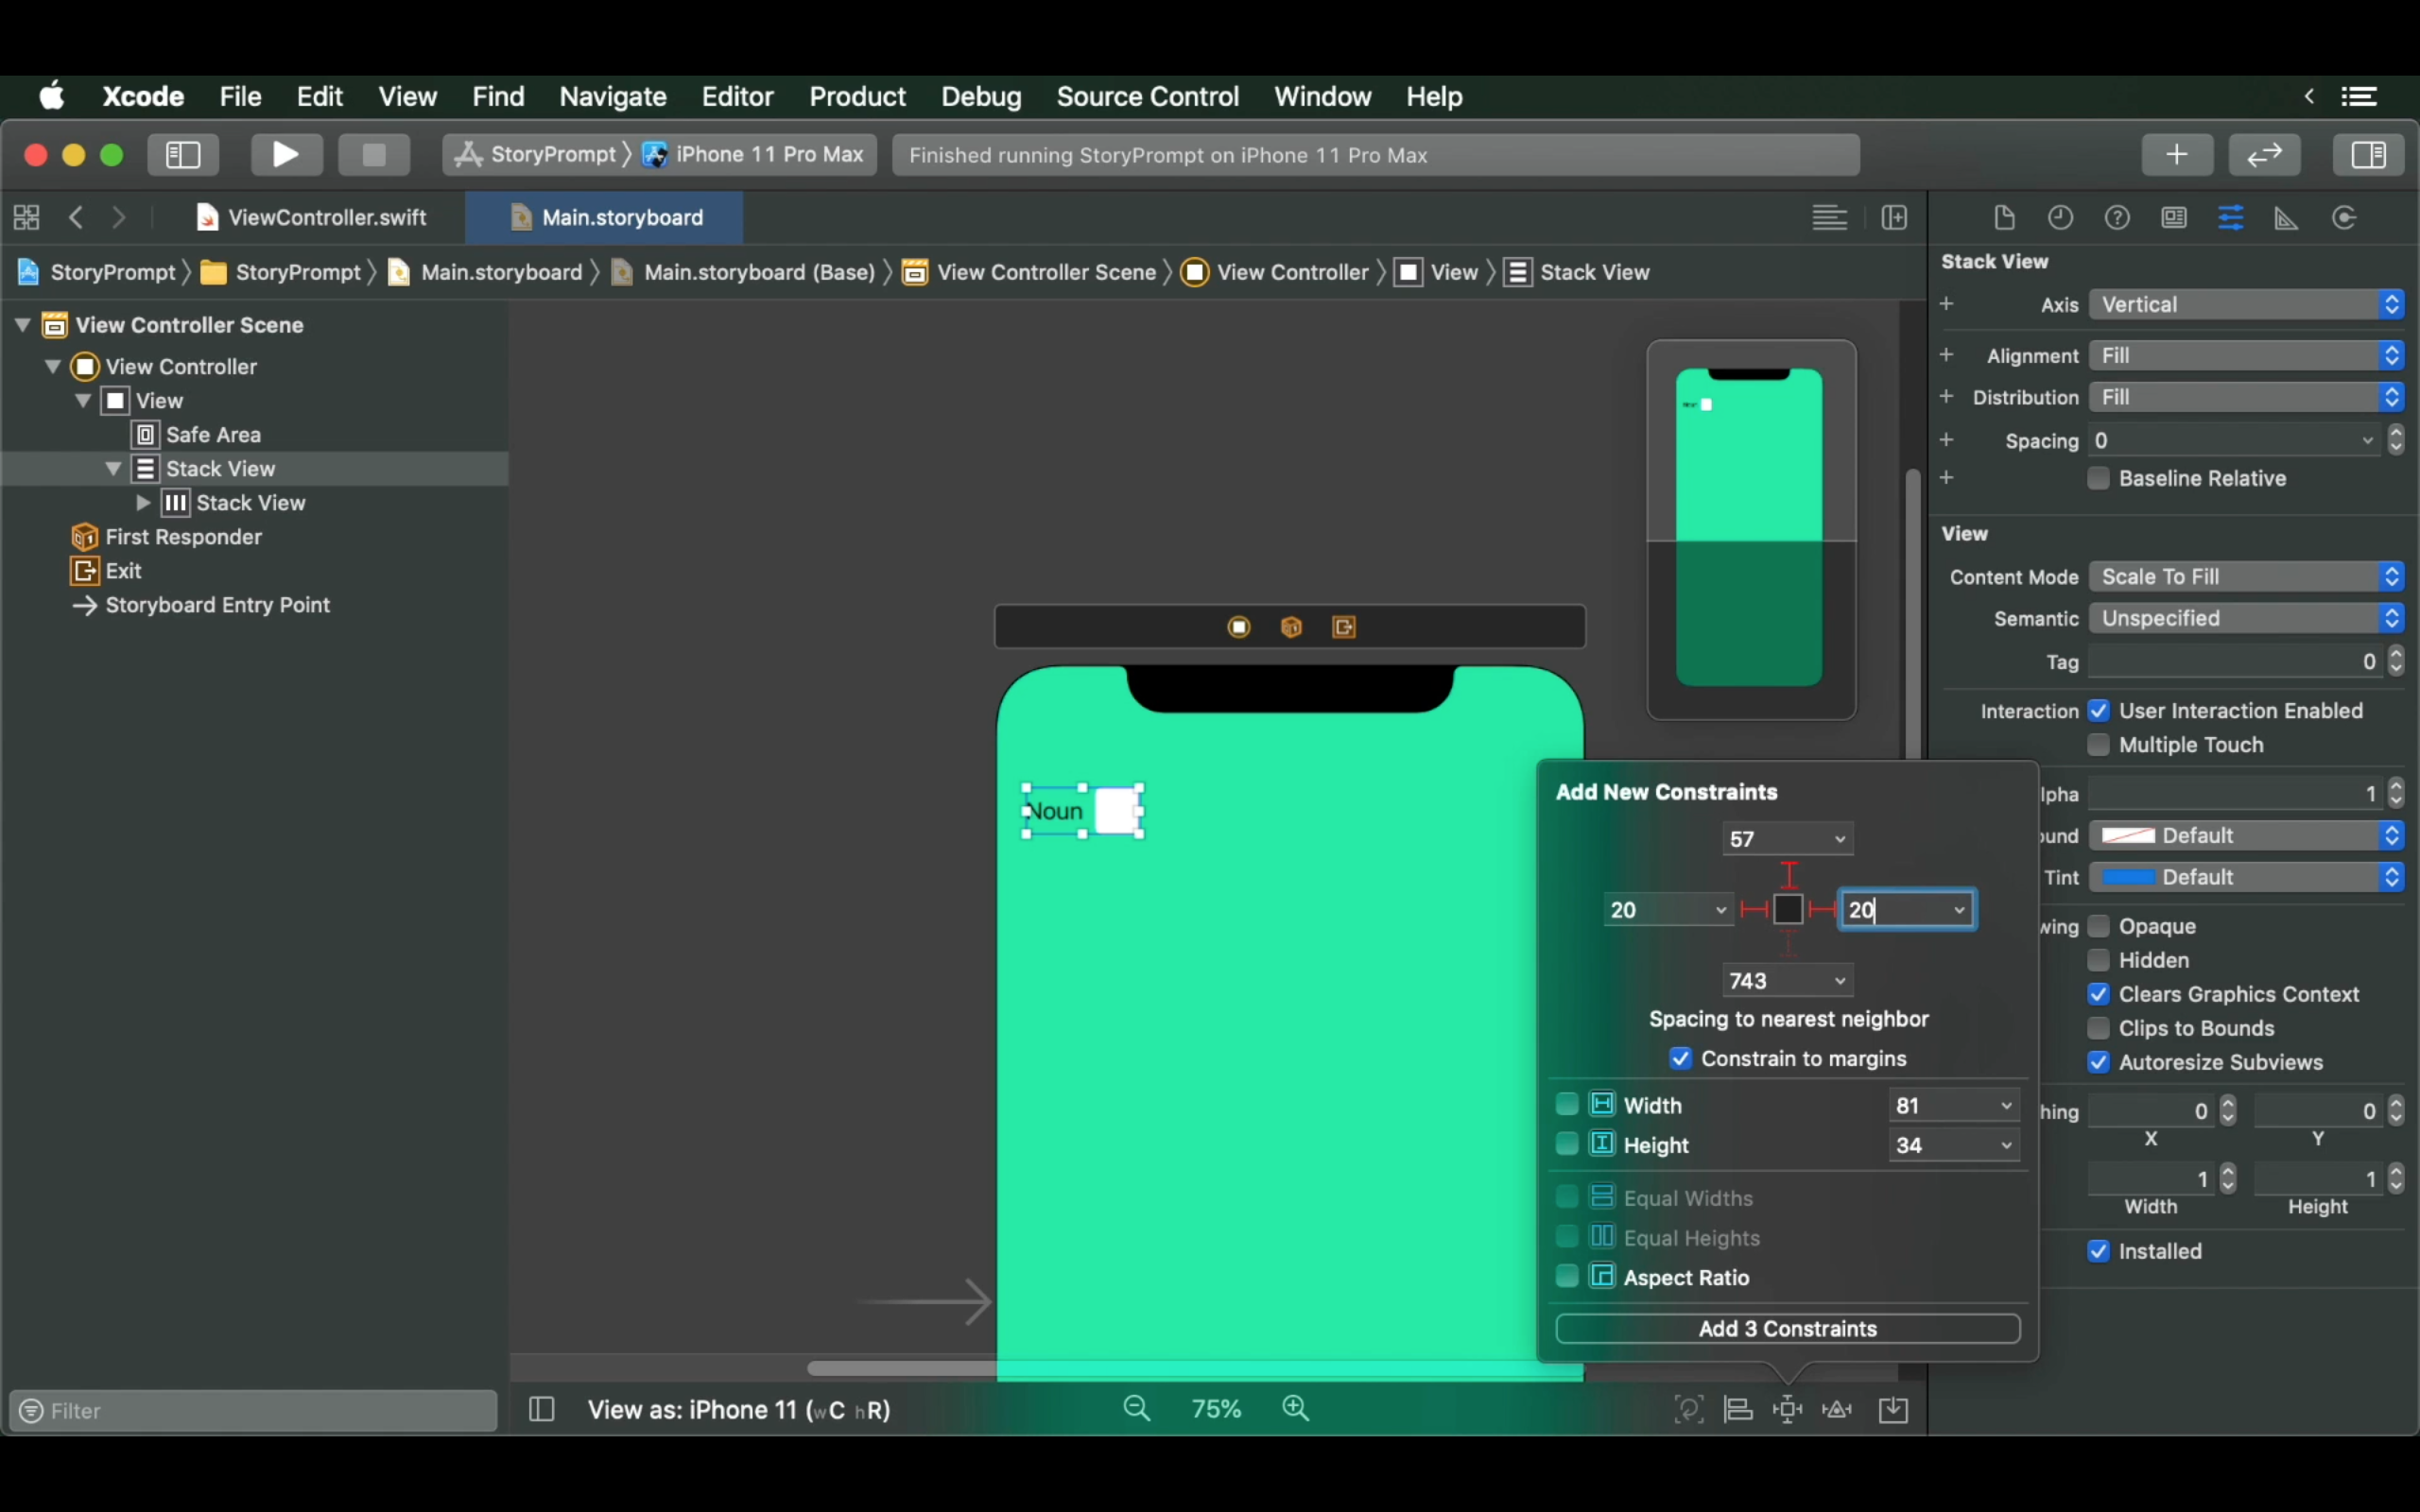 Xcode File Edit View Find Navigate Editor Product Debug Source Control Window Help
StoryPrompt iPhone 11 Pro Max Finished running StoryPrompt on iPhone 11 Pro Max
ViewController.swift Main.storyboard
StoryPrompt StoryPrompt Main.storyboard Main.storyboard (Base) View Controller Scene View Controller View Stack View
View Controller Scene
View Controller
View
Safe Area
Stack View
Stack View
First Responder
Exit
Storyboard Entry Point
Filter
Noun
View as: iPhone 11 (wC hR)
75%
Add New Constraints
57
20 20
743
Spacing to nearest neighbor
Constrain to margins
Width 81
Height 34
Equal Widths
Equal Heights
Aspect Ratio
Add 3 Constraints
Stack View
Axis Vertical
Alignment Fill
Distribution Fill
Spacing 0
Baseline Relative
View
Content Mode Scale To Fill
Semantic Unspecified
Tag 0
Interaction User Interaction Enabled
Multiple Touch
lpha 1
und Default
Tint Default
wing Opaque
Hidden
Clears Graphics Context
Clips to Bounds
Autoresize Subviews
hing 0 0
X Y
1 1
Width Height
Installed